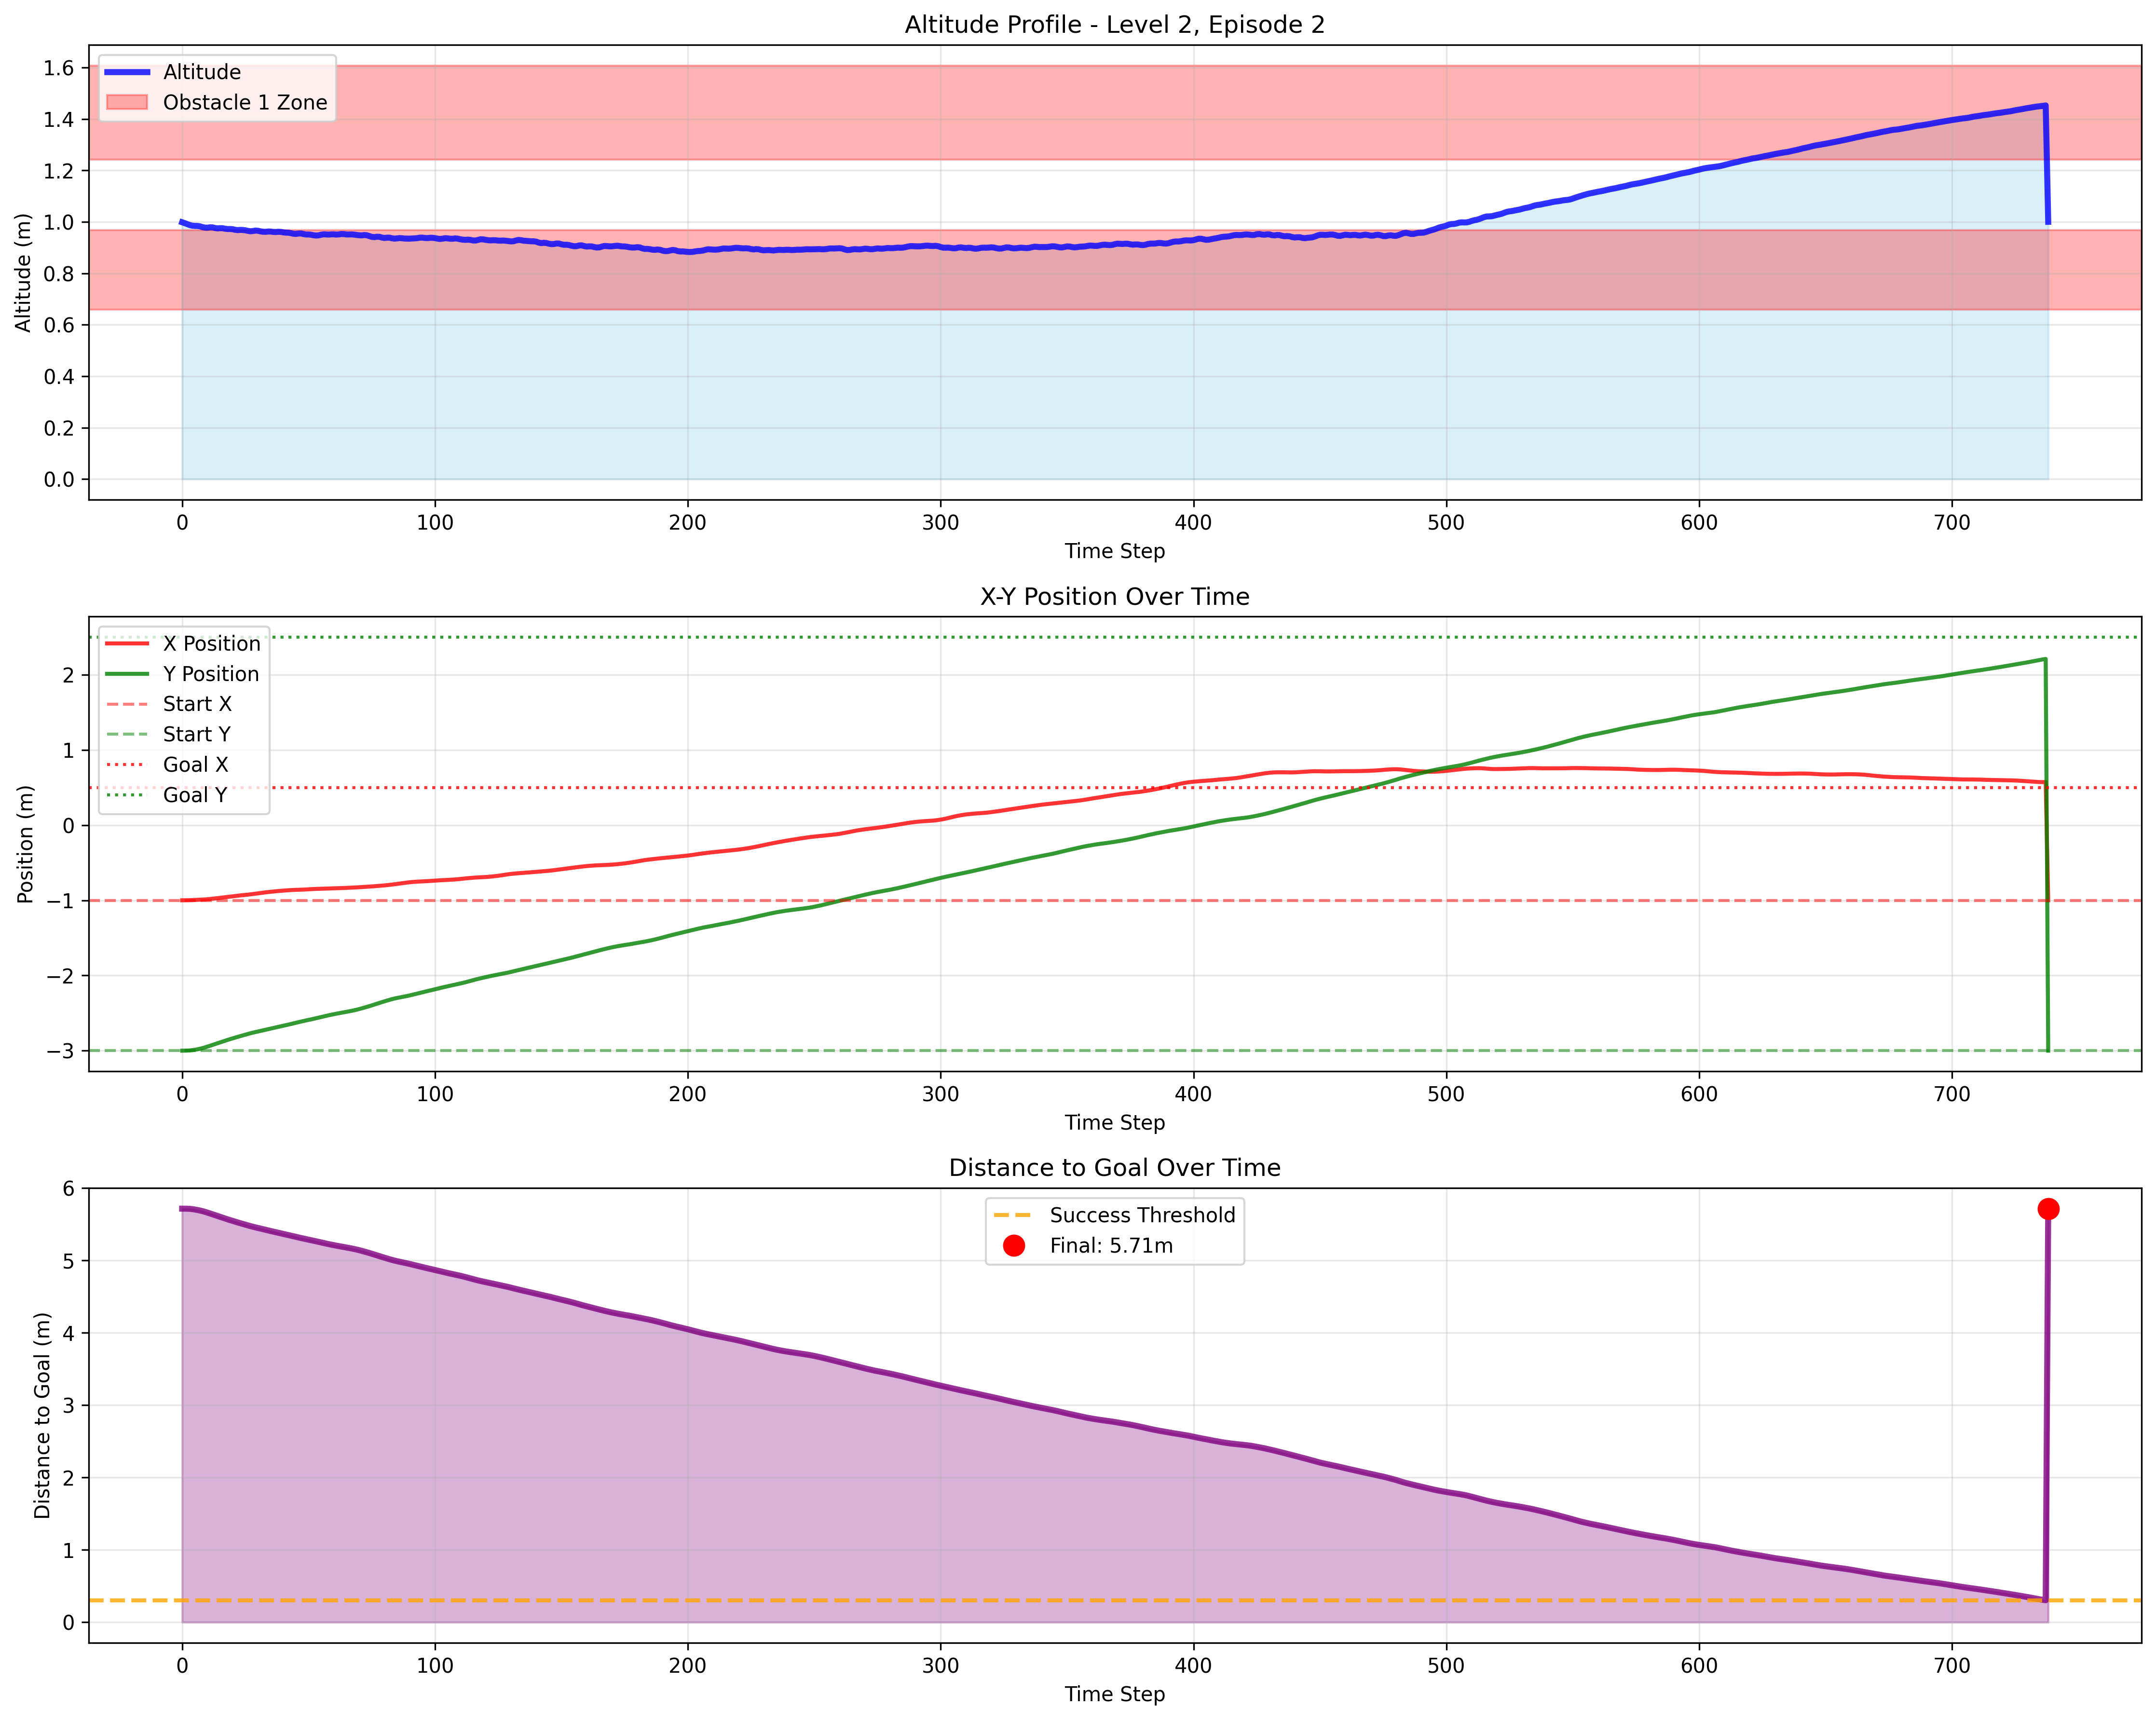 Altitude Profile - Level 2, Episode 2
Altitude (m)
1.6
1.4
1.2
1.0
0.8
0.6
0.4
0.2
0.0
Altitude
Obstacle 1 Zone
0 100 200 300 400 500 600 700
Time Step
X-Y Position Over Time
Position (m)
2
1
0
−1
−2
−3
X Position
Y Position
Start X
Start Y
Goal X
Goal Y
0 100 200 300 400 500 600 700
Time Step
Distance to Goal Over Time
Distance to Goal (m)
6
5
4
3
2
1
0
Success Threshold
Final: 5.71m
0 100 200 300 400 500 600 700
Time Step